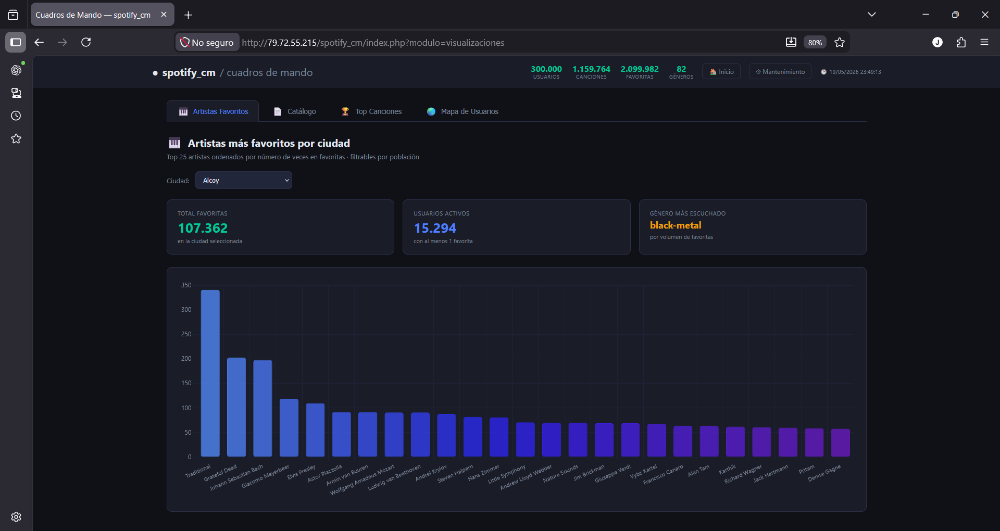 Cuadros de Mando — spotify_cm
No seguro http://79.72.55.215/spotify_cm/index.php?modulo=visualizaciones 80% J
spotify_cm / cuadros de mando
300.000 USUARIOS
1.159.764 CANCIONES
2.099.982 FAVORITAS
82 GÉNEROS
Inicio
Mantenimiento
19/05/2026 23:49:13
Artistas Favoritos
Catálogo
Top Canciones
Mapa de Usuarios
Artistas más favoritos por ciudad
Top 25 artistas ordenados por número de veces en favoritas · filtrables por población
Ciudad: Alcoy
TOTAL FAVORITAS
107.362
en la ciudad seleccionada
USUARIOS ACTIVOS
15.294
con al menos 1 favorita
GÉNERO MÁS ESCUCHADO
black-metal
por volumen de favoritas
350
300
250
200
150
100
50
0
Traditional
Grateful Dead
Johann Sebastian Bach
Giacomo Meyerbeer
Elvis Presley
Astor Piazzolla
Armin van Buuren
Wolfgang Amadeus Mozart
Ludwig van Beethoven
Andrei Krylov
Steven Halpern
Hans Zimmer
Little Symphony
Andrew Lloyd Webber
Nature Sounds
Jim Brickman
Giuseppe Verdi
Vybz Kartel
Francisco Canaro
Alan Tam
Karthik
Richard Wagner
Jack Hartmann
Pritam
Denise Gagne